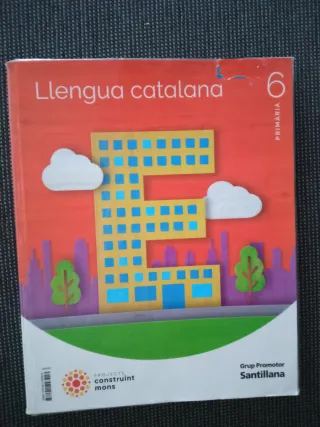 Llengua catalana
6
PRIMÀRIA
PROJECTE
construint
mons
Grup Promotor
Santillana